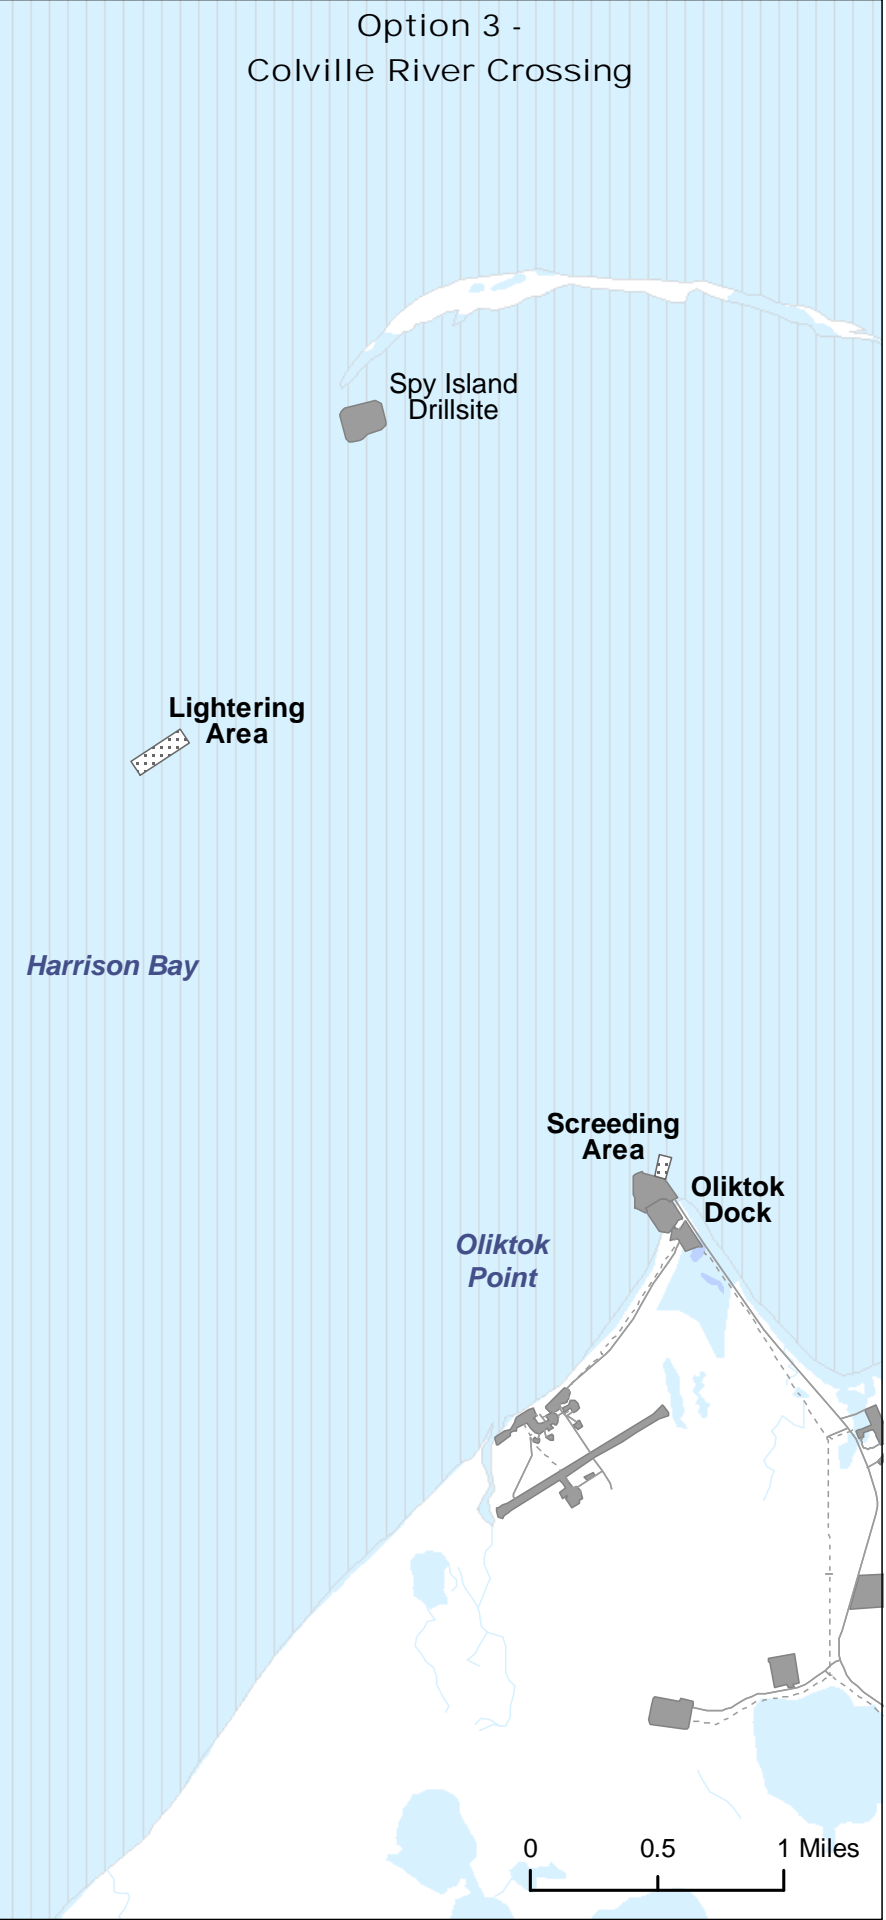 Option 3 -
Colville River Crossing
Spy Island
Drillsite
Lightering
Area
Harrison Bay
Screeding
Area
Oliktok
Dock
Oliktok
Point
0 0.5 1 Miles